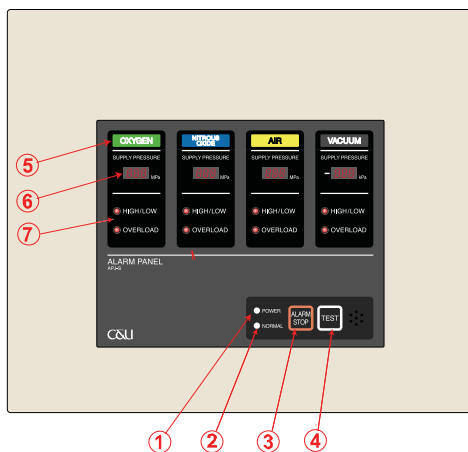 OXYGEN
SUPPLY PRESSURE
MPa
HIGH/LOW
OVERLOAD
NITROUS
OXIDE
SUPPLY PRESSURE
MPa
HIGH/LOW
OVERLOAD
AIR
SUPPLY PRESSURE
MPa
HIGH/LOW
OVERLOAD
VACUUM
SUPPLY PRESSURE
kPa
HIGH/LOW
OVERLOAD
5
6
7
ALARM PANEL
APJ-S
POWER
NORMAL
ALARM
STOP
TEST
C&U
1
2
3
4